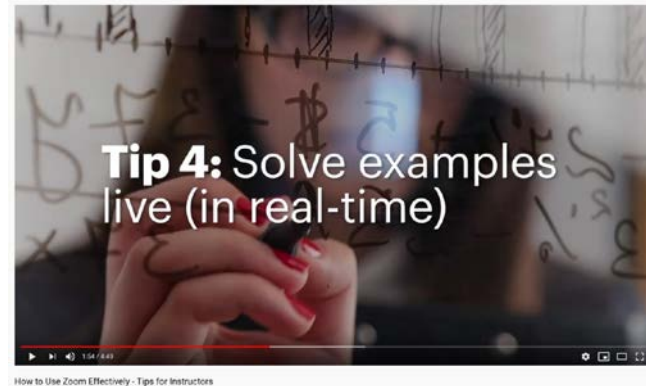 Tip 4: Solve examples
live (in real-time)
1:54 / 4:49
How to Use Zoom Effectively - Tips for Instructors